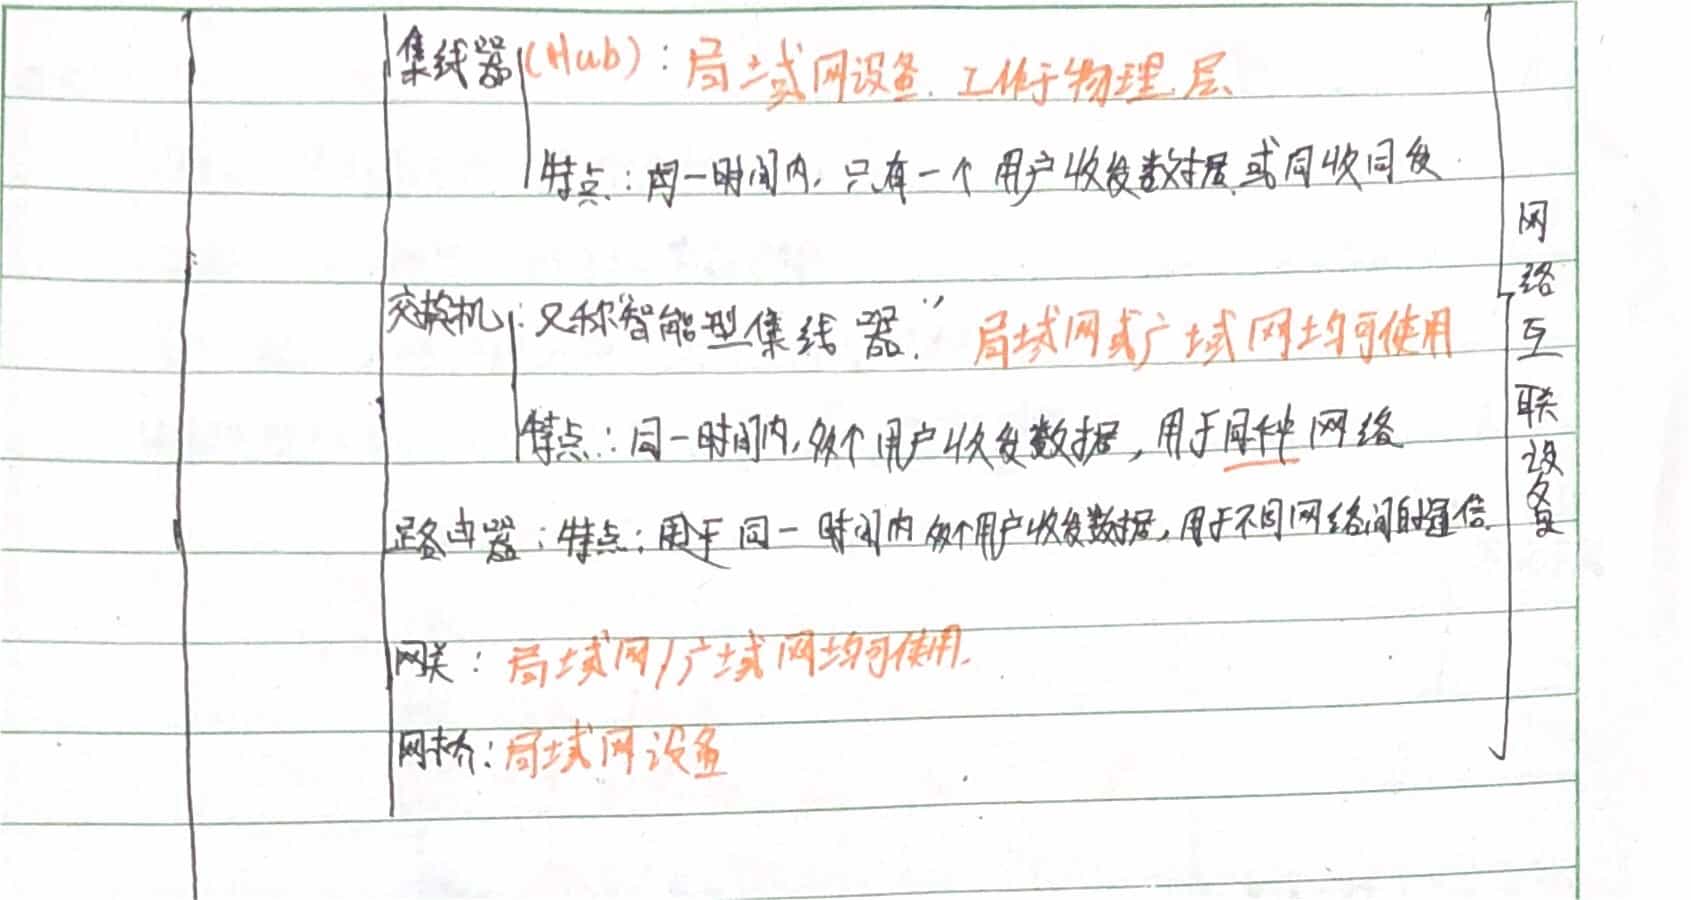 集线器(Hub)：局域网设备.工作于物理层.
特点：同一时间内，只有一个用户收发数据.或同收同发.
交换机：又称"智能型集线器." 局域网或广域网均可使用
特点：同一时间内，多个用户收发数据，用于同种网络
路由器：特点：用于同一时间内多个用户收发数据，用于不同网络间的通信.
网关：局域网/广域网均可使用.
网桥：局域网设备
网络互联设备